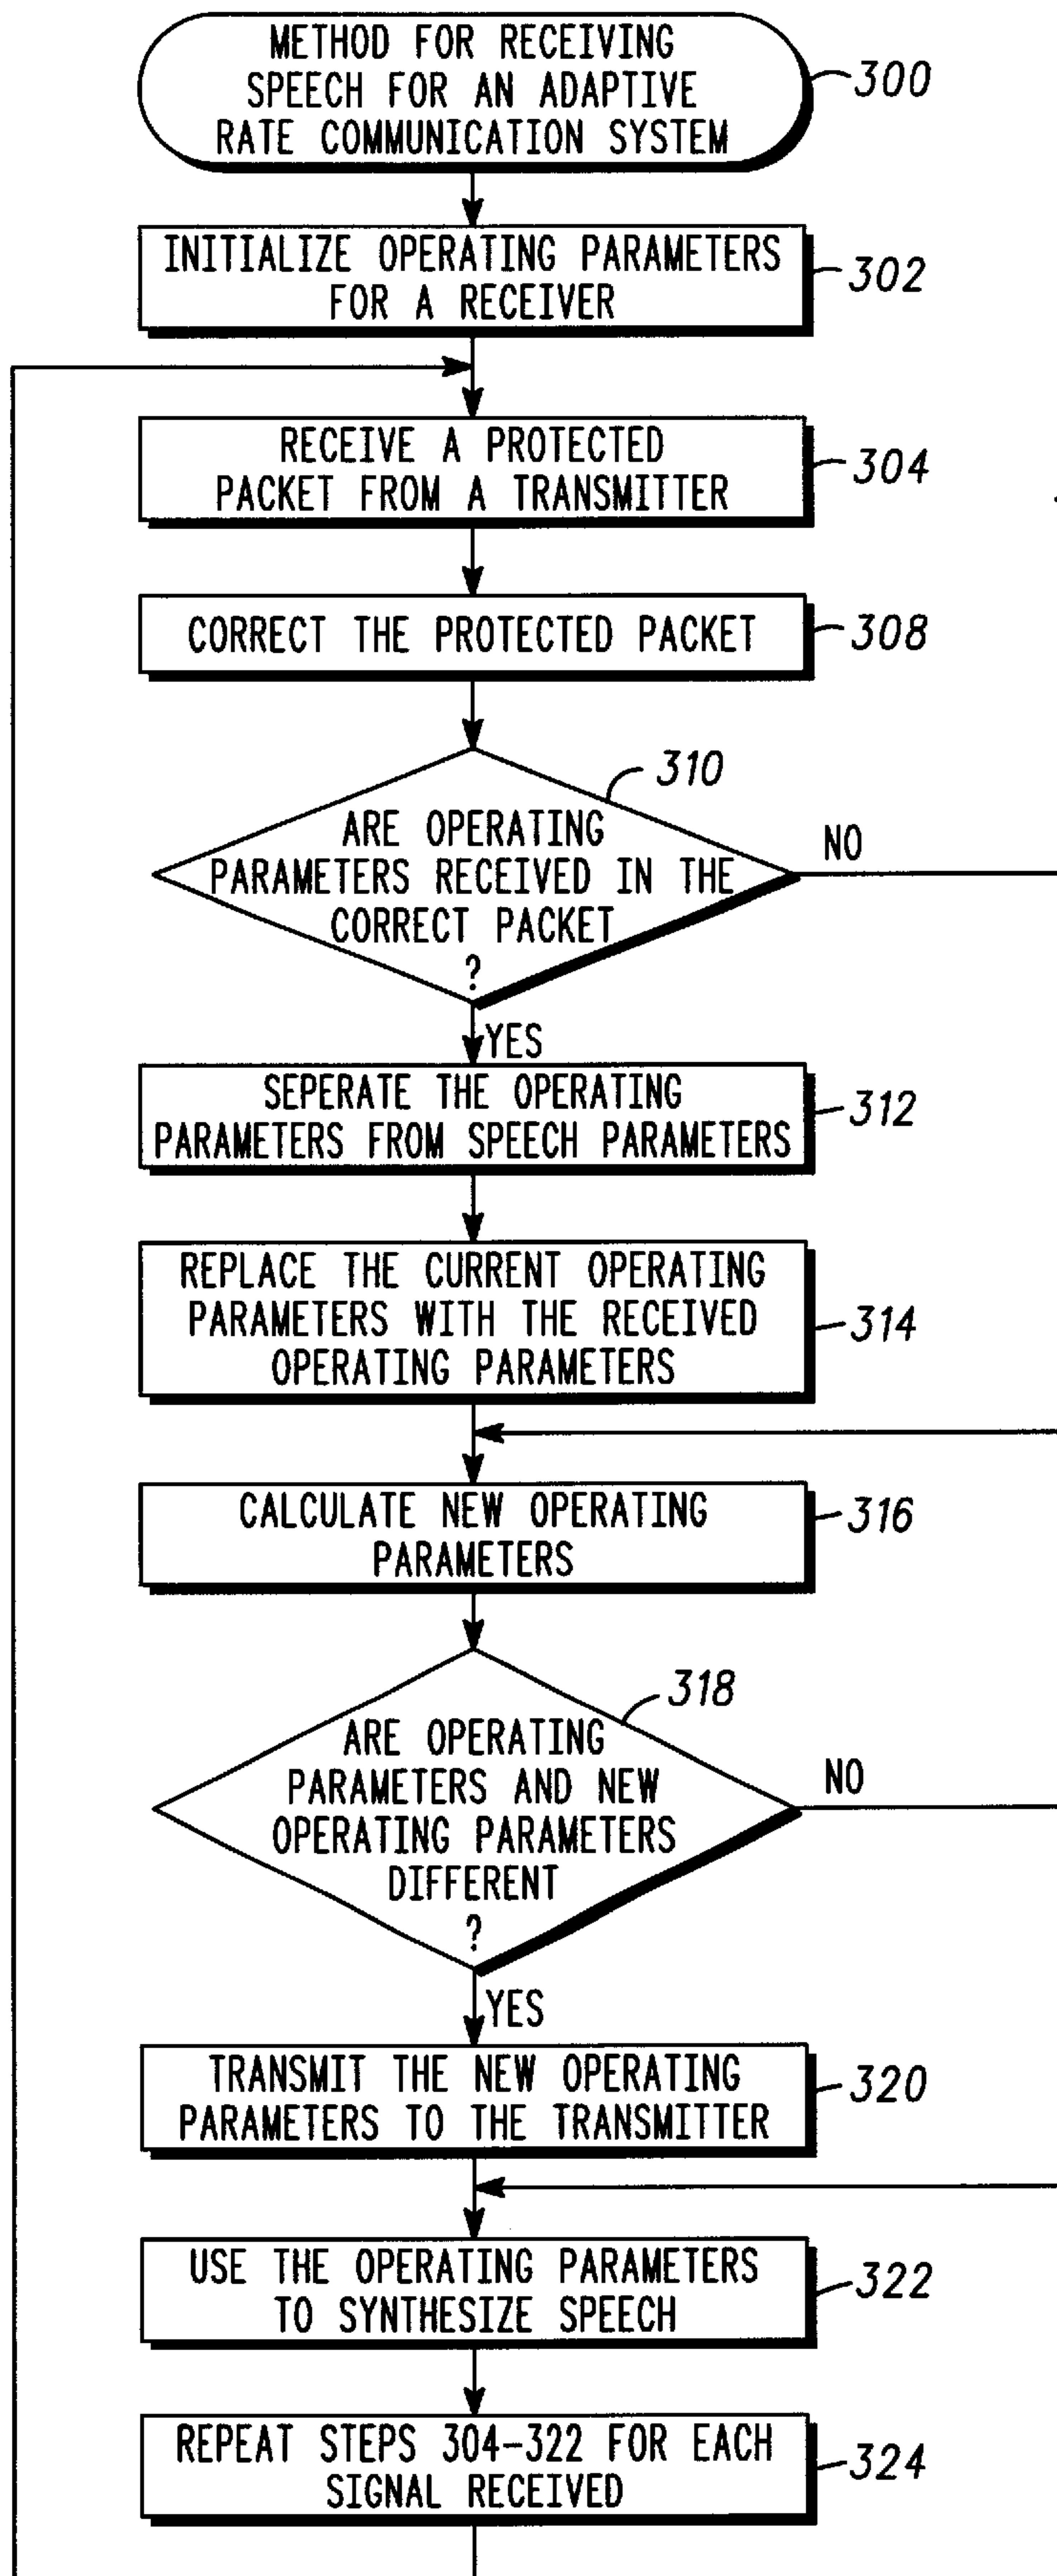 METHOD FOR RECEIVING
SPEECH FOR AN ADAPTIVE
RATE COMMUNICATION SYSTEM
300
INITIALIZE OPERATING PARAMETERS
FOR A RECEIVER
302
RECEIVE A PROTECTED
PACKET FROM A TRANSMITTER
304
CORRECT THE PROTECTED PACKET
308
310
ARE OPERATING
PARAMETERS RECEIVED IN THE
CORRECT PACKET
?
NO
YES
SEPERATE THE OPERATING
PARAMETERS FROM SPEECH PARAMETERS
312
REPLACE THE CURRENT OPERATING
PARAMETERS WITH THE RECEIVED
OPERATING PARAMETERS
314
CALCULATE NEW OPERATING
PARAMETERS
316
318
ARE OPERATING
PARAMETERS AND NEW
OPERATING PARAMETERS
DIFFERENT
?
NO
YES
TRANSMIT THE NEW OPERATING
PARAMETERS TO THE TRANSMITTER
320
USE THE OPERATING PARAMETERS
TO SYNTHESIZE SPEECH
322
REPEAT STEPS 304-322 FOR EACH
SIGNAL RECEIVED
324